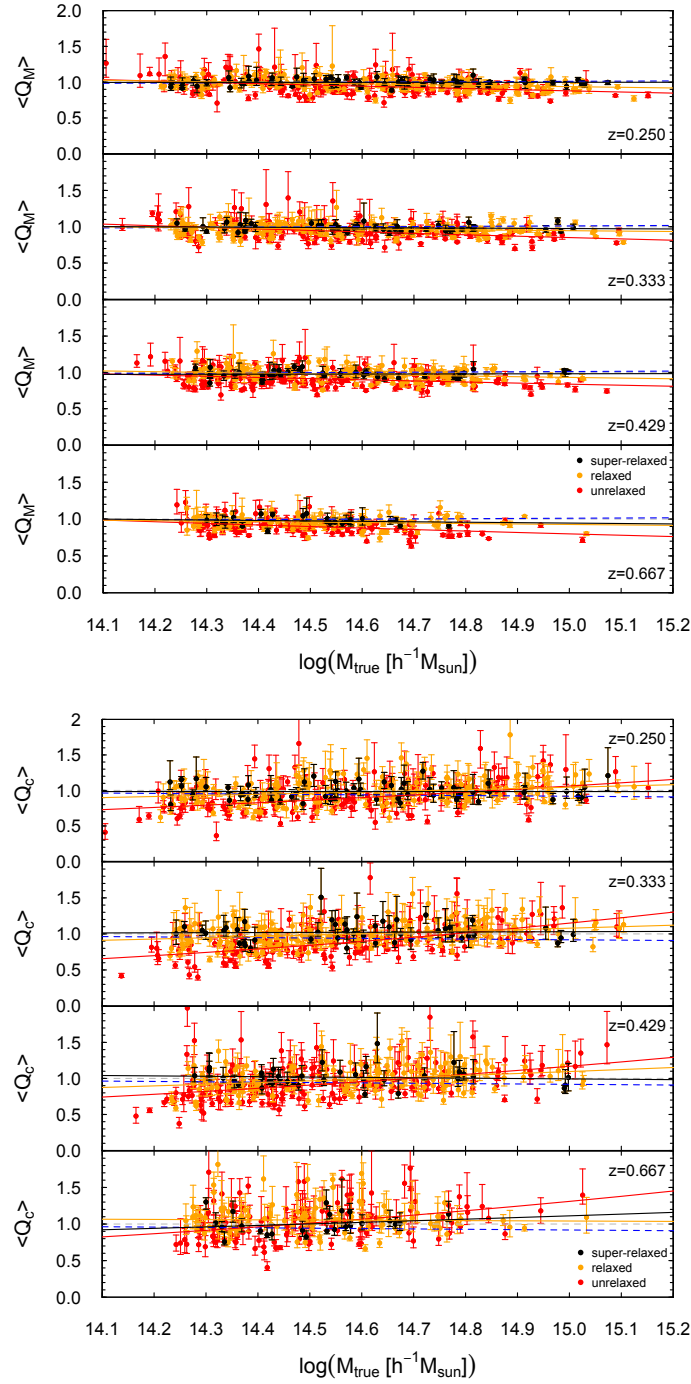 2.0
1.5
<Q_M> 1.0
0.5
z=0.250
0.0
1.5
<Q_M> 1.0
0.5
z=0.333
0.0
1.5
<Q_M> 1.0
0.5
z=0.429
0.0
super-relaxed
1.5
relaxed
unrelaxed
<Q_M> 1.0
0.5
z=0.667
0.0
14.1 14.2 14.3 14.4 14.5 14.6 14.7 14.8 14.9 15.0 15.1 15.2
log(M_true [h⁻¹M_sun])
2
z=0.250
1.5
<Q_c> 1.0
0.5
0.0
z=0.333
1.5
<Q_c> 1.0
0.5
0.0
z=0.429
1.5
<Q_c> 1.0
0.5
0.0
z=0.667
1.5
<Q_c> 1.0
0.5
super-relaxed
relaxed
unrelaxed
0.0
14.1 14.2 14.3 14.4 14.5 14.6 14.7 14.8 14.9 15.0 15.1 15.2
log(M_true [h⁻¹M_sun])